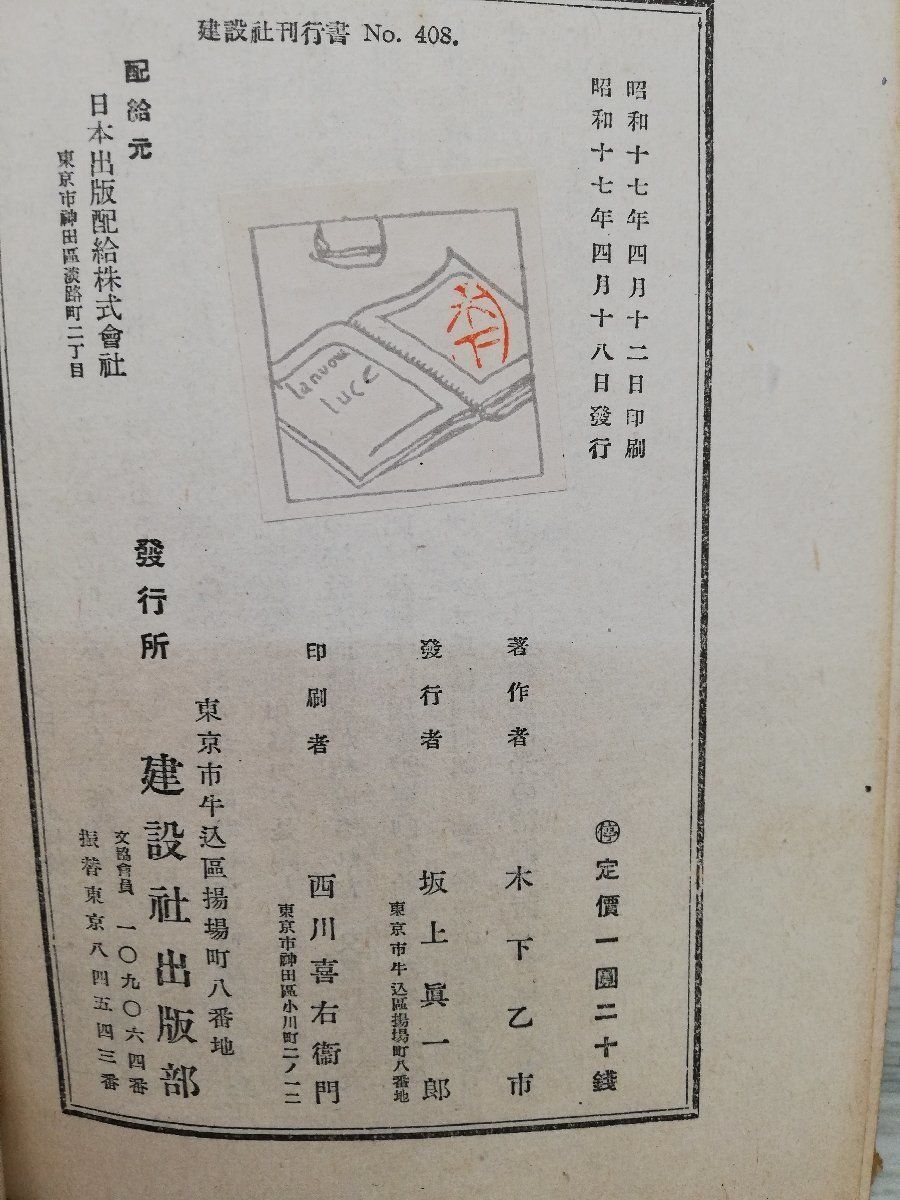 建設社刊行書 No. 408.
昭和十七年四月十二日印刷
昭和十七年四月十八日發行
la nuova
luce
木下
㊡定價一圓二十錢
著作者 木下乙市
發行者 坂上眞一郎
東京市牛込區揚場町八番地
印刷者 西川喜右衞門
東京市神田區小川町二ノ一二
東京市牛込區揚場町八番地
發行所 建設社出版部
文協會員 一〇九〇六四番
振替東京八四五四三番
配給元 日本出版配給株式會社
東京市神田區淡路町二丁目